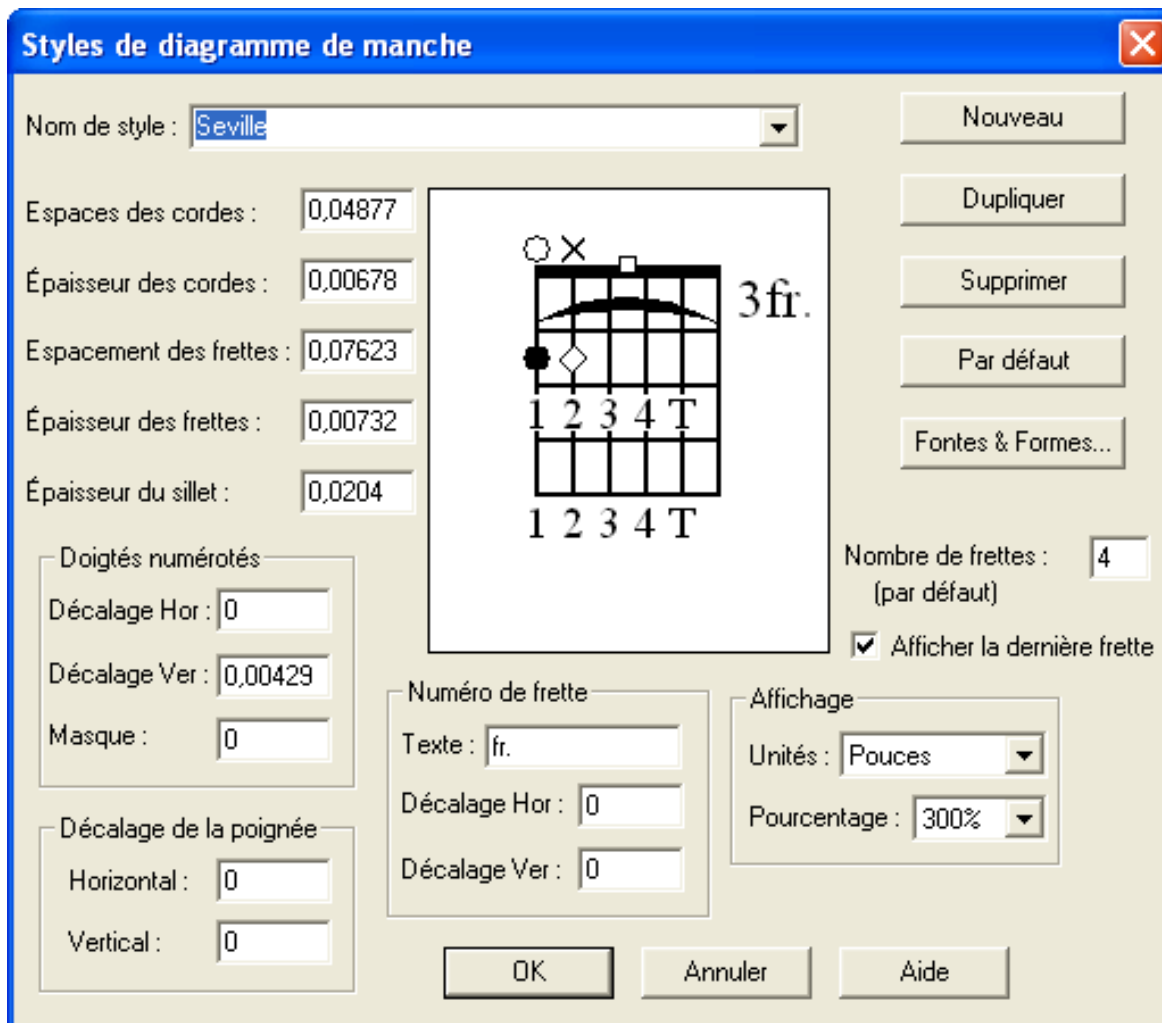 Styles de diagramme de manche
Nom de style : Seville
Nouveau
Espaces des cordes : 0,04877
Dupliquer
Épaisseur des cordes : 0,00678
Supprimer
Espacement des frettes : 0,07623
Par défaut
Épaisseur des frettes : 0,00732
Fontes & Formes...
Épaisseur du sillet : 0,0204
3fr.
1 2 3 4 T
1 2 3 4 T
Nombre de frettes : 4
(par défaut)
Afficher la dernière frette
Doigtés numérotés
Décalage Hor : 0
Décalage Ver : 0,00429
Masque : 0
Décalage de la poignée
Horizontal : 0
Vertical : 0
Numéro de frette
Texte : fr.
Décalage Hor : 0
Décalage Ver : 0
Affichage
Unités : Pouces
Pourcentage : 300%
OK
Annuler
Aide